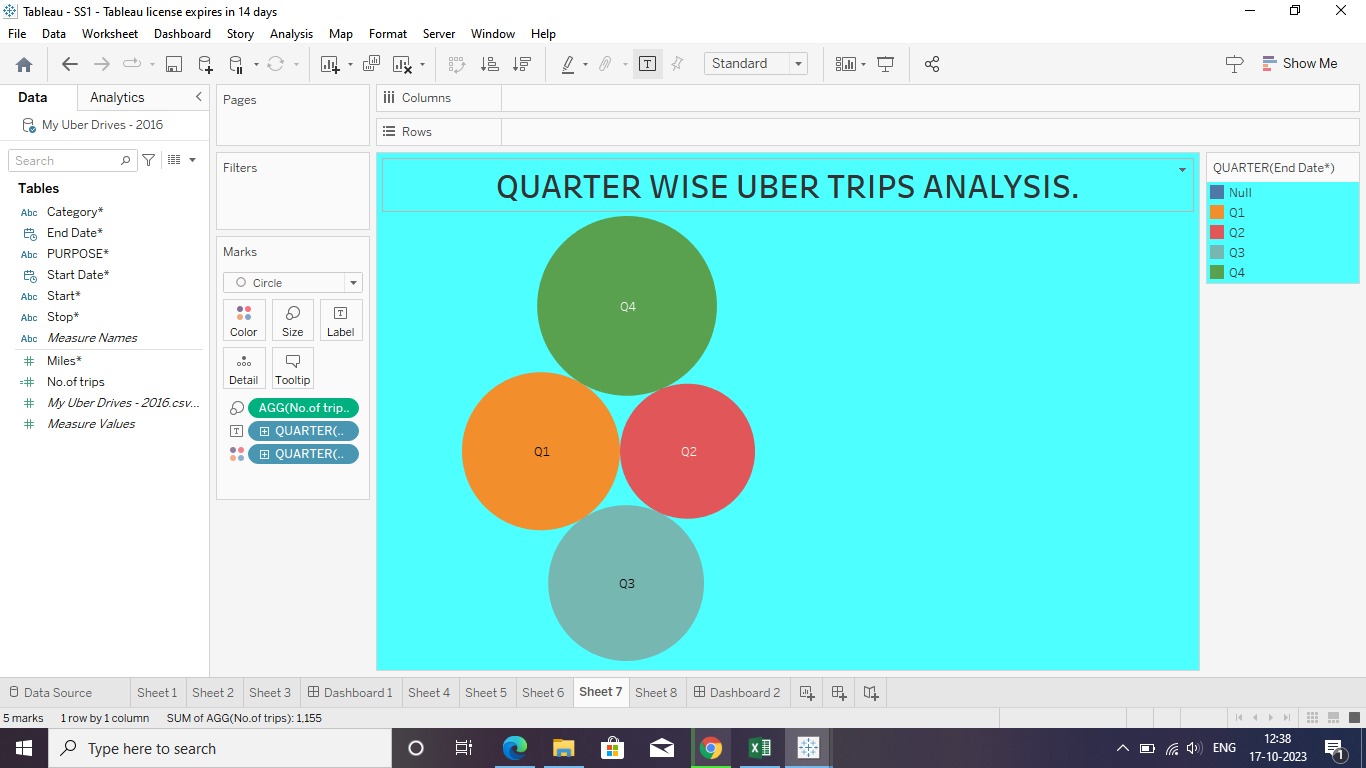 Tableau - SS1 - Tableau license expires in 14 days
File Data Worksheet Dashboard Story Analysis Map Format Server Window Help
Standard
Show Me
Data Analytics
Pages
Columns
My Uber Drives - 2016
Rows
Search
Filters
QUARTER WISE UBER TRIPS ANALYSIS.
QUARTER(End Date*)
Null
Q1
Q2
Q3
Q4
Tables
Abc Category*
End Date*
Abc PURPOSE*
Start Date*
Abc Start*
Abc Stop*
Abc Measure Names
Miles*
No.of trips
My Uber Drives - 2016.csv...
Measure Values
Marks
Circle
Color Size Label
Detail Tooltip
AGG(No.of trip..
QUARTER(..
QUARTER(..
Q4
Q1
Q2
Q3
Data Source Sheet 1 Sheet 2 Sheet 3 Dashboard 1 Sheet 4 Sheet 5 Sheet 6 Sheet 7 Sheet 8 Dashboard 2
5 marks 1 row by 1 column SUM of AGG(No.of trips): 1,155
Type here to search
ENG
12:38
17-10-2023
1